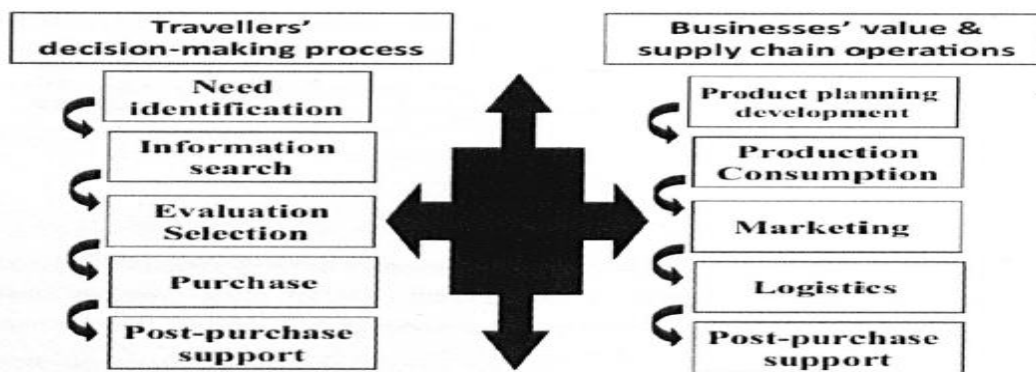 Travellers'
decision-making process
Need
identification
Information
search
Evaluation
Selection
Purchase
Post-purchase
support
Businesses' value &
supply chain operations
Product planning
development
Production
Consumption
Marketing
Logistics
Post-purchase
support